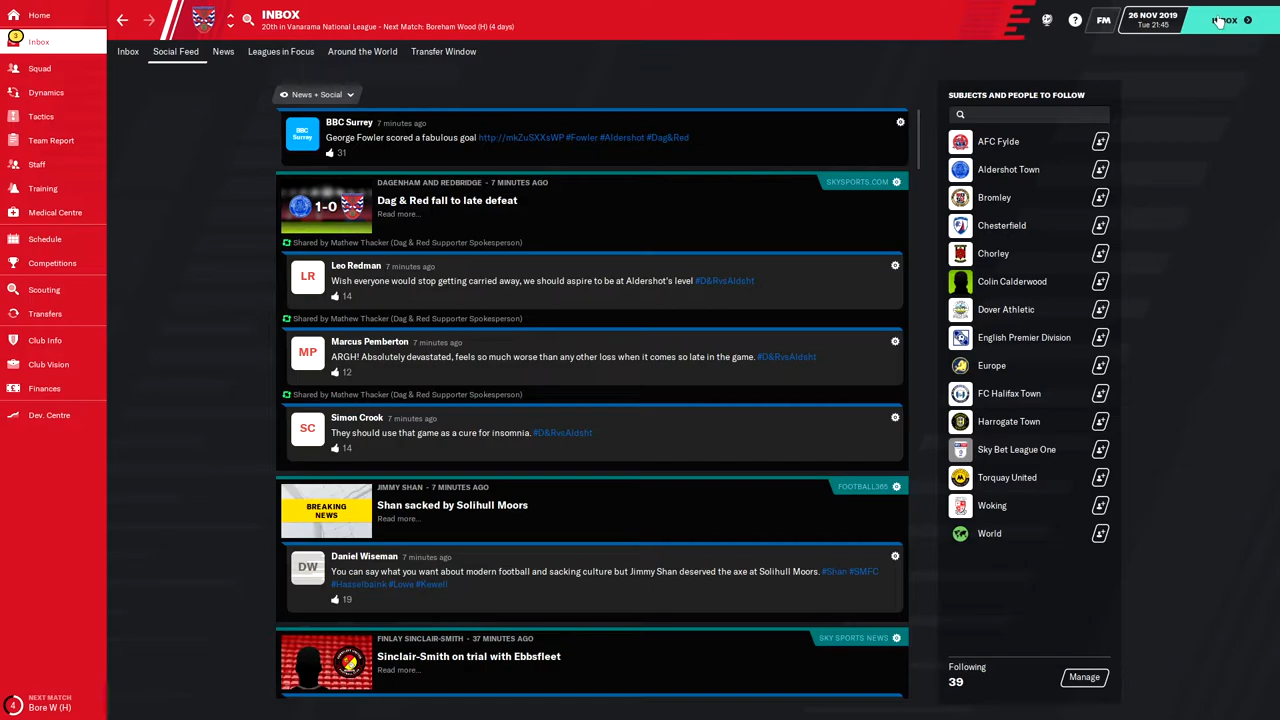 Home
INBOX
20th in Vanarama National League - Next Match: Boreham Wood (H) (4 days)
?
FM
26 NOV 2019
Tue 21:45
3
Inbox
Squad
Dynamics
Tactics
Team Report
Staff
Training
Medical Centre
Schedule
Competitions
Scouting
Transfers
Club Info
Club Vision
Finances
Dev. Centre
4
NEXT MATCH
Bore W (H)
Inbox
Social Feed
News
Leagues in Focus
Around the World
Transfer Window
News + Social
BBC Surrey
BBC Surrey 7 minutes ago
George Fowler scored a fabulous goal http://mkZuSXXsWP #Fowler #Aldershot #Dag&Red
31
DAGENHAM AND REDBRIDGE - 7 MINUTES AGO
SKYSPORTS.COM
1-0
Dag & Red fall to late defeat
Read more...
Shared by Mathew Thacker (Dag & Red Supporter Spokesperson)
LR
Leo Redman 7 minutes ago
Wish everyone would stop getting carried away, we should aspire to be at Aldershot's level #D&RvsAldsht
14
Shared by Mathew Thacker (Dag & Red Supporter Spokesperson)
MP
Marcus Pemberton 7 minutes ago
ARGH! Absolutely devastated, feels so much worse than any other loss when it comes so late in the game. #D&RvsAldsht
12
Shared by Mathew Thacker (Dag & Red Supporter Spokesperson)
SC
Simon Crook 7 minutes ago
They should use that game as a cure for insomnia. #D&RvsAldsht
14
JIMMY SHAN - 7 MINUTES AGO
FOOTBALL365
BREAKING NEWS
Shan sacked by Solihull Moors
Read more...
DW
Daniel Wiseman 7 minutes ago
You can say what you want about modern football and sacking culture but Jimmy Shan deserved the axe at Solihull Moors. #Shan #SMFC
#Hasselbaink #Lowe #Kewell
19
FINLAY SINCLAIR-SMITH - 37 MINUTES AGO
SKY SPORTS NEWS
Sinclair-Smith on trial with Ebbsfleet
Read more...
SUBJECTS AND PEOPLE TO FOLLOW
AFC Fylde
Aldershot Town
Bromley
Chesterfield
Chorley
Colin Calderwood
Dover Athletic
English Premier Division
Europe
FC Halifax Town
Harrogate Town
Sky Bet League One
Torquay United
Woking
World
Following
39
Manage